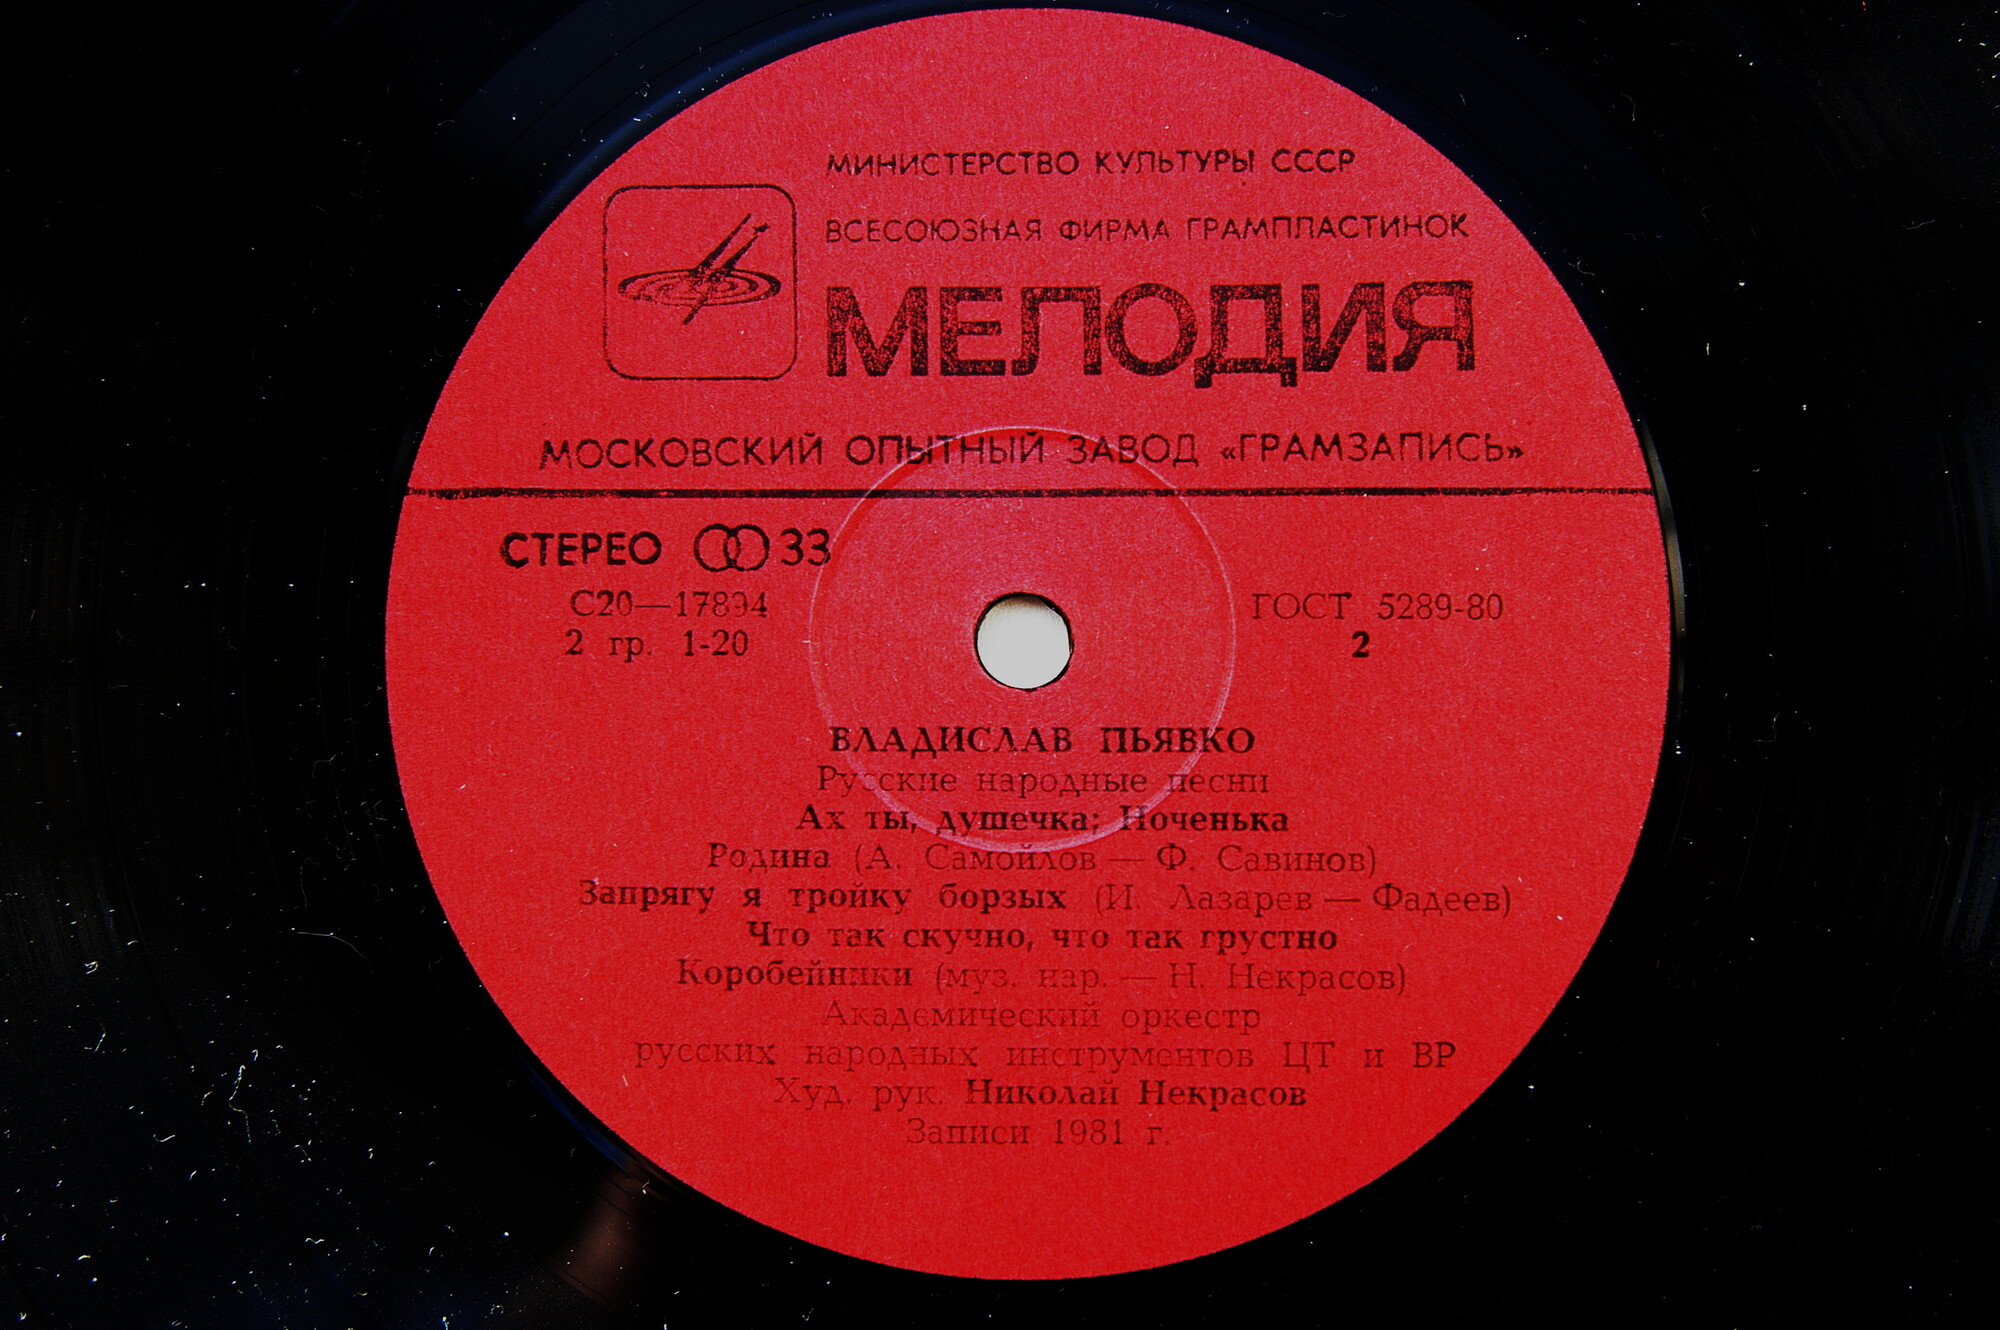 МИНИСТЕРСТВО КУЛЬТУРЫ СССР
ВСЕСОЮЗНАЯ ФИРМА ГРАМПЛАСТИНОК
МЕЛОДИЯ
МОСКОВСКИЙ ОПЫТНЫЙ ЗАВОД «ГРАМЗАПИСЬ»
СТЕРЕО 33
С20—17894
2 гр. 1-20
ГОСТ 5289-80
2
ВЛАДИСЛАВ ПЬЯВКО
Русские народные песни
Ах ты, душечка; Ноченька
Родина (А. Самойлов — Ф. Савинов)
Запрягу я тройку борзых (И. Лазарев — Фадеев)
Что так скучно, что так грустно
Коробейники (муз. нар. — Н. Некрасов)
Академический оркестр
русских народных инструментов ЦТ и ВР
Худ. рук. Николай Некрасов
Записи 1981 г.